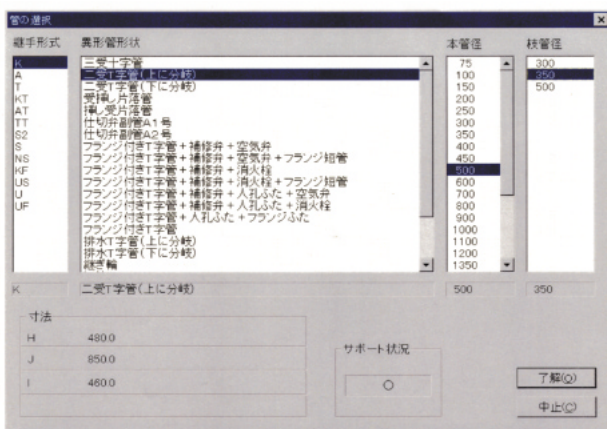 管の選択
継手形式 異形管形状 本管径 枝管径
K
A
T
KT
AT
TT
S2
S
NS
KF
US
U
UF
三受十字管
二受T字管(上に分岐)
二受T字管(下に分岐)
受挿し片落管
挿し受片落管
仕切弁副管A1号
仕切弁副管A2号
フランジ付きT字管+補修弁+空気弁
フランジ付きT字管+補修弁+空気弁+フランジ短管
フランジ付きT字管+補修弁+消火栓
フランジ付きT字管+補修弁+消火栓+フランジ短管
フランジ付きT字管+補修弁+人孔ふた+空気弁
フランジ付きT字管+補修弁+人孔ふた+消火栓
フランジ付きT字管+人孔ふた+フランジふた
フランジ付きT字管
排水T字管(上に分岐)
排水T字管(下に分岐)
継ぎ輪
75
100
150
200
250
300
350
400
450
500
600
700
800
900
1000
1100
1200
1350
300
350
500
K 二受T字管(上に分岐) 500 350
寸法
H 480.0
J 850.0
I 460.0
サポート状況
○
了解(O)
中止(C)